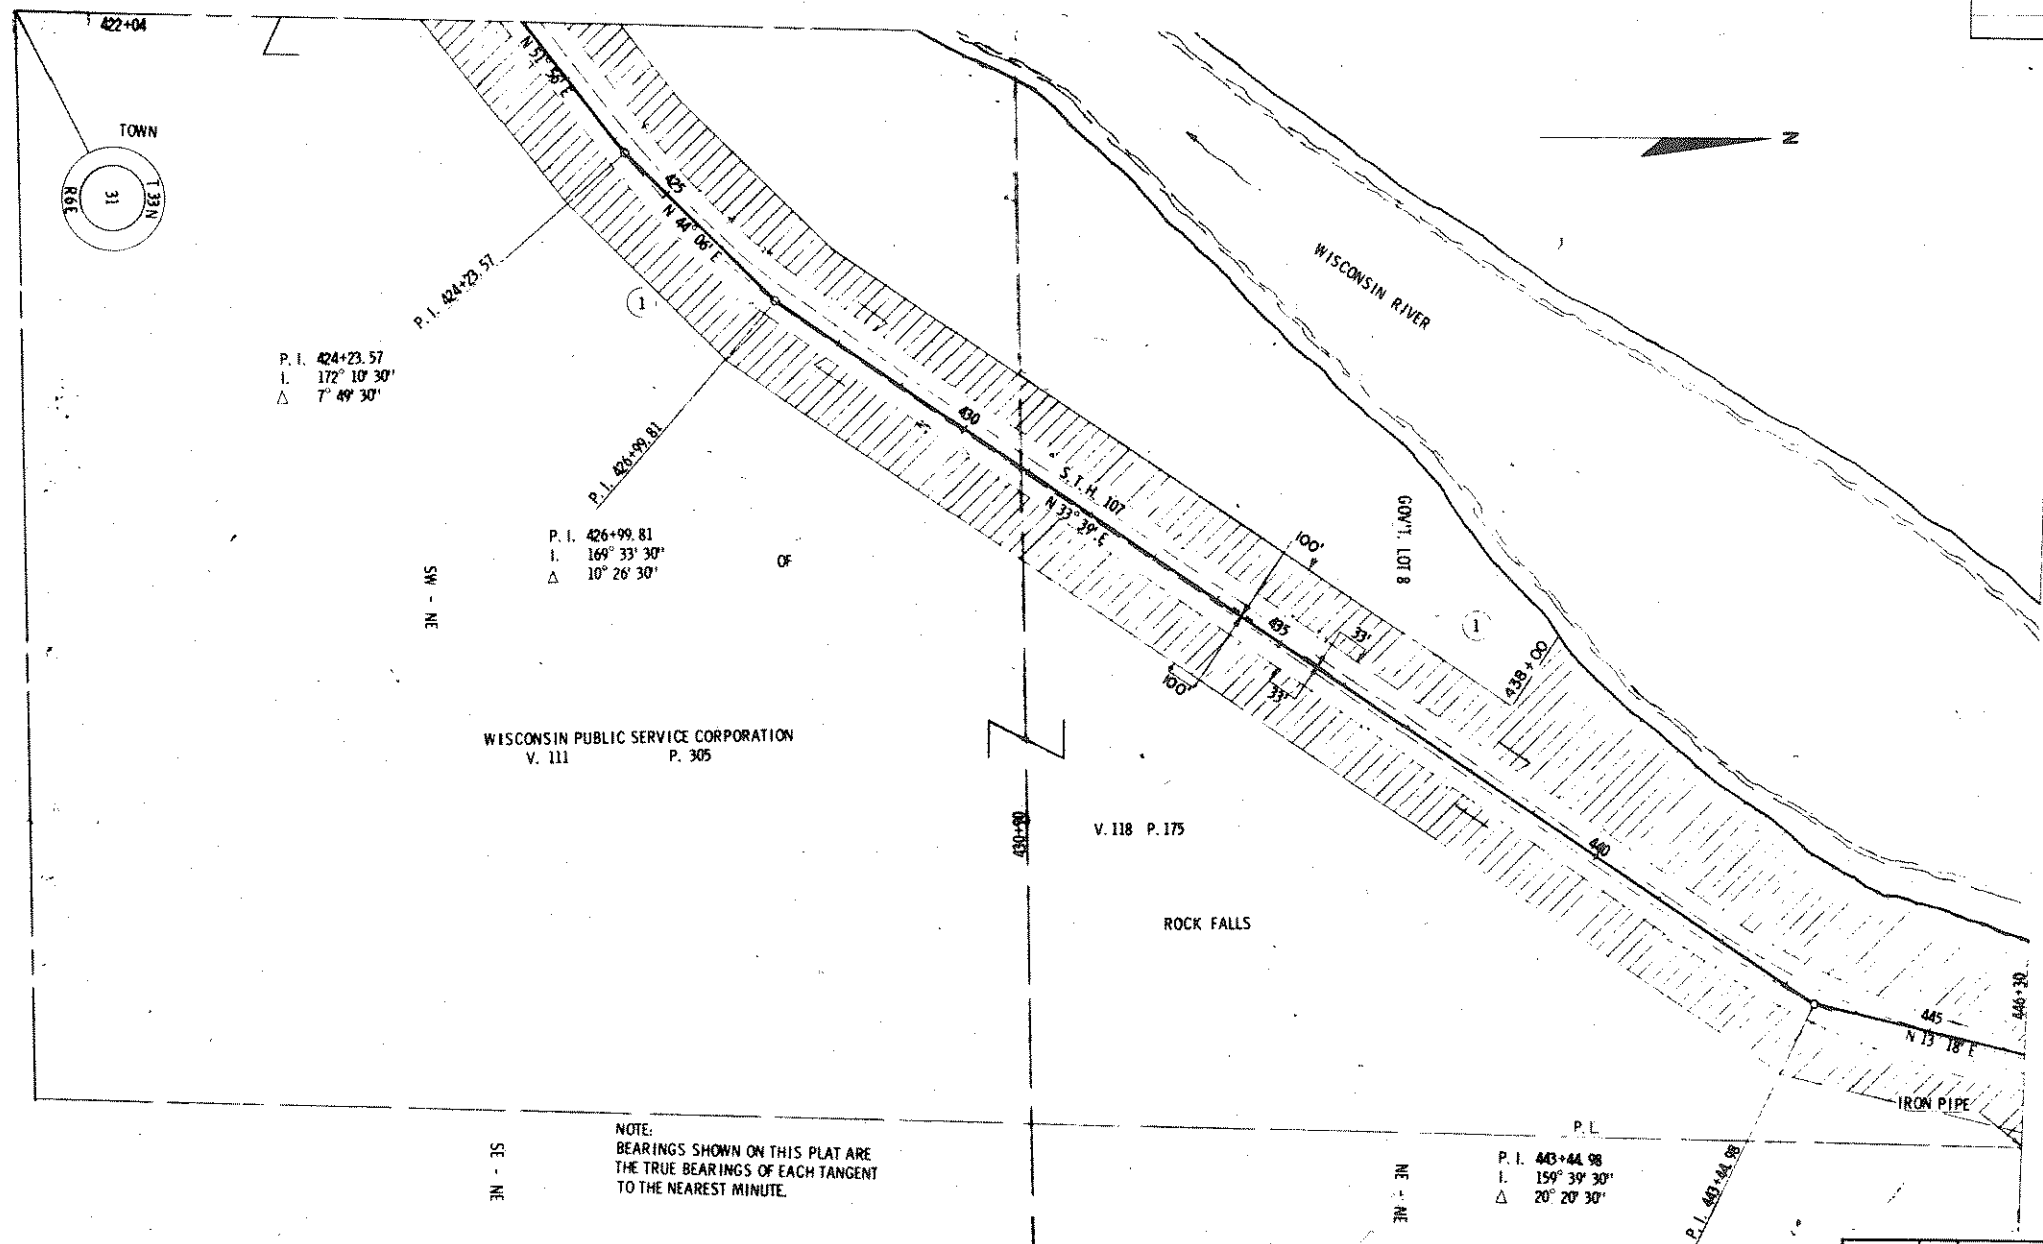 422+04
TOWN
T 33 N
31
R6E
N 51° 56' E
425
N 44° 06' E
P. I. 424+23. 57
P. I. 424+23. 57
I. 172° 10' 30"
△ 7° 49' 30"
1
P. I. 426+99. 81
P. I. 426+99. 81
I. 169° 33' 30"
△ 10° 26' 30"
OF
SW - NE
430
S. T. H. 107
N 33° 39' E
N
WISCONSIN RIVER
GOV'T. LOT 8
1
100'
435
33'
33'
100'
438+00
WISCONSIN PUBLIC SERVICE CORPORATION
V. 111 P. 305
430+90
V. 118 P. 175
ROCK FALLS
440
445
N 13° 18' E
446+30
IRON PIPE
P. L.
P. I. 443+44. 98
P. I. 443+44. 98
I. 159° 39' 30"
△ 20° 20' 30"
NE - NE
SE - NE
NOTE:
BEARINGS SHOWN ON THIS PLAT ARE
THE TRUE BEARINGS OF EACH TANGENT
TO THE NEAREST MINUTE.